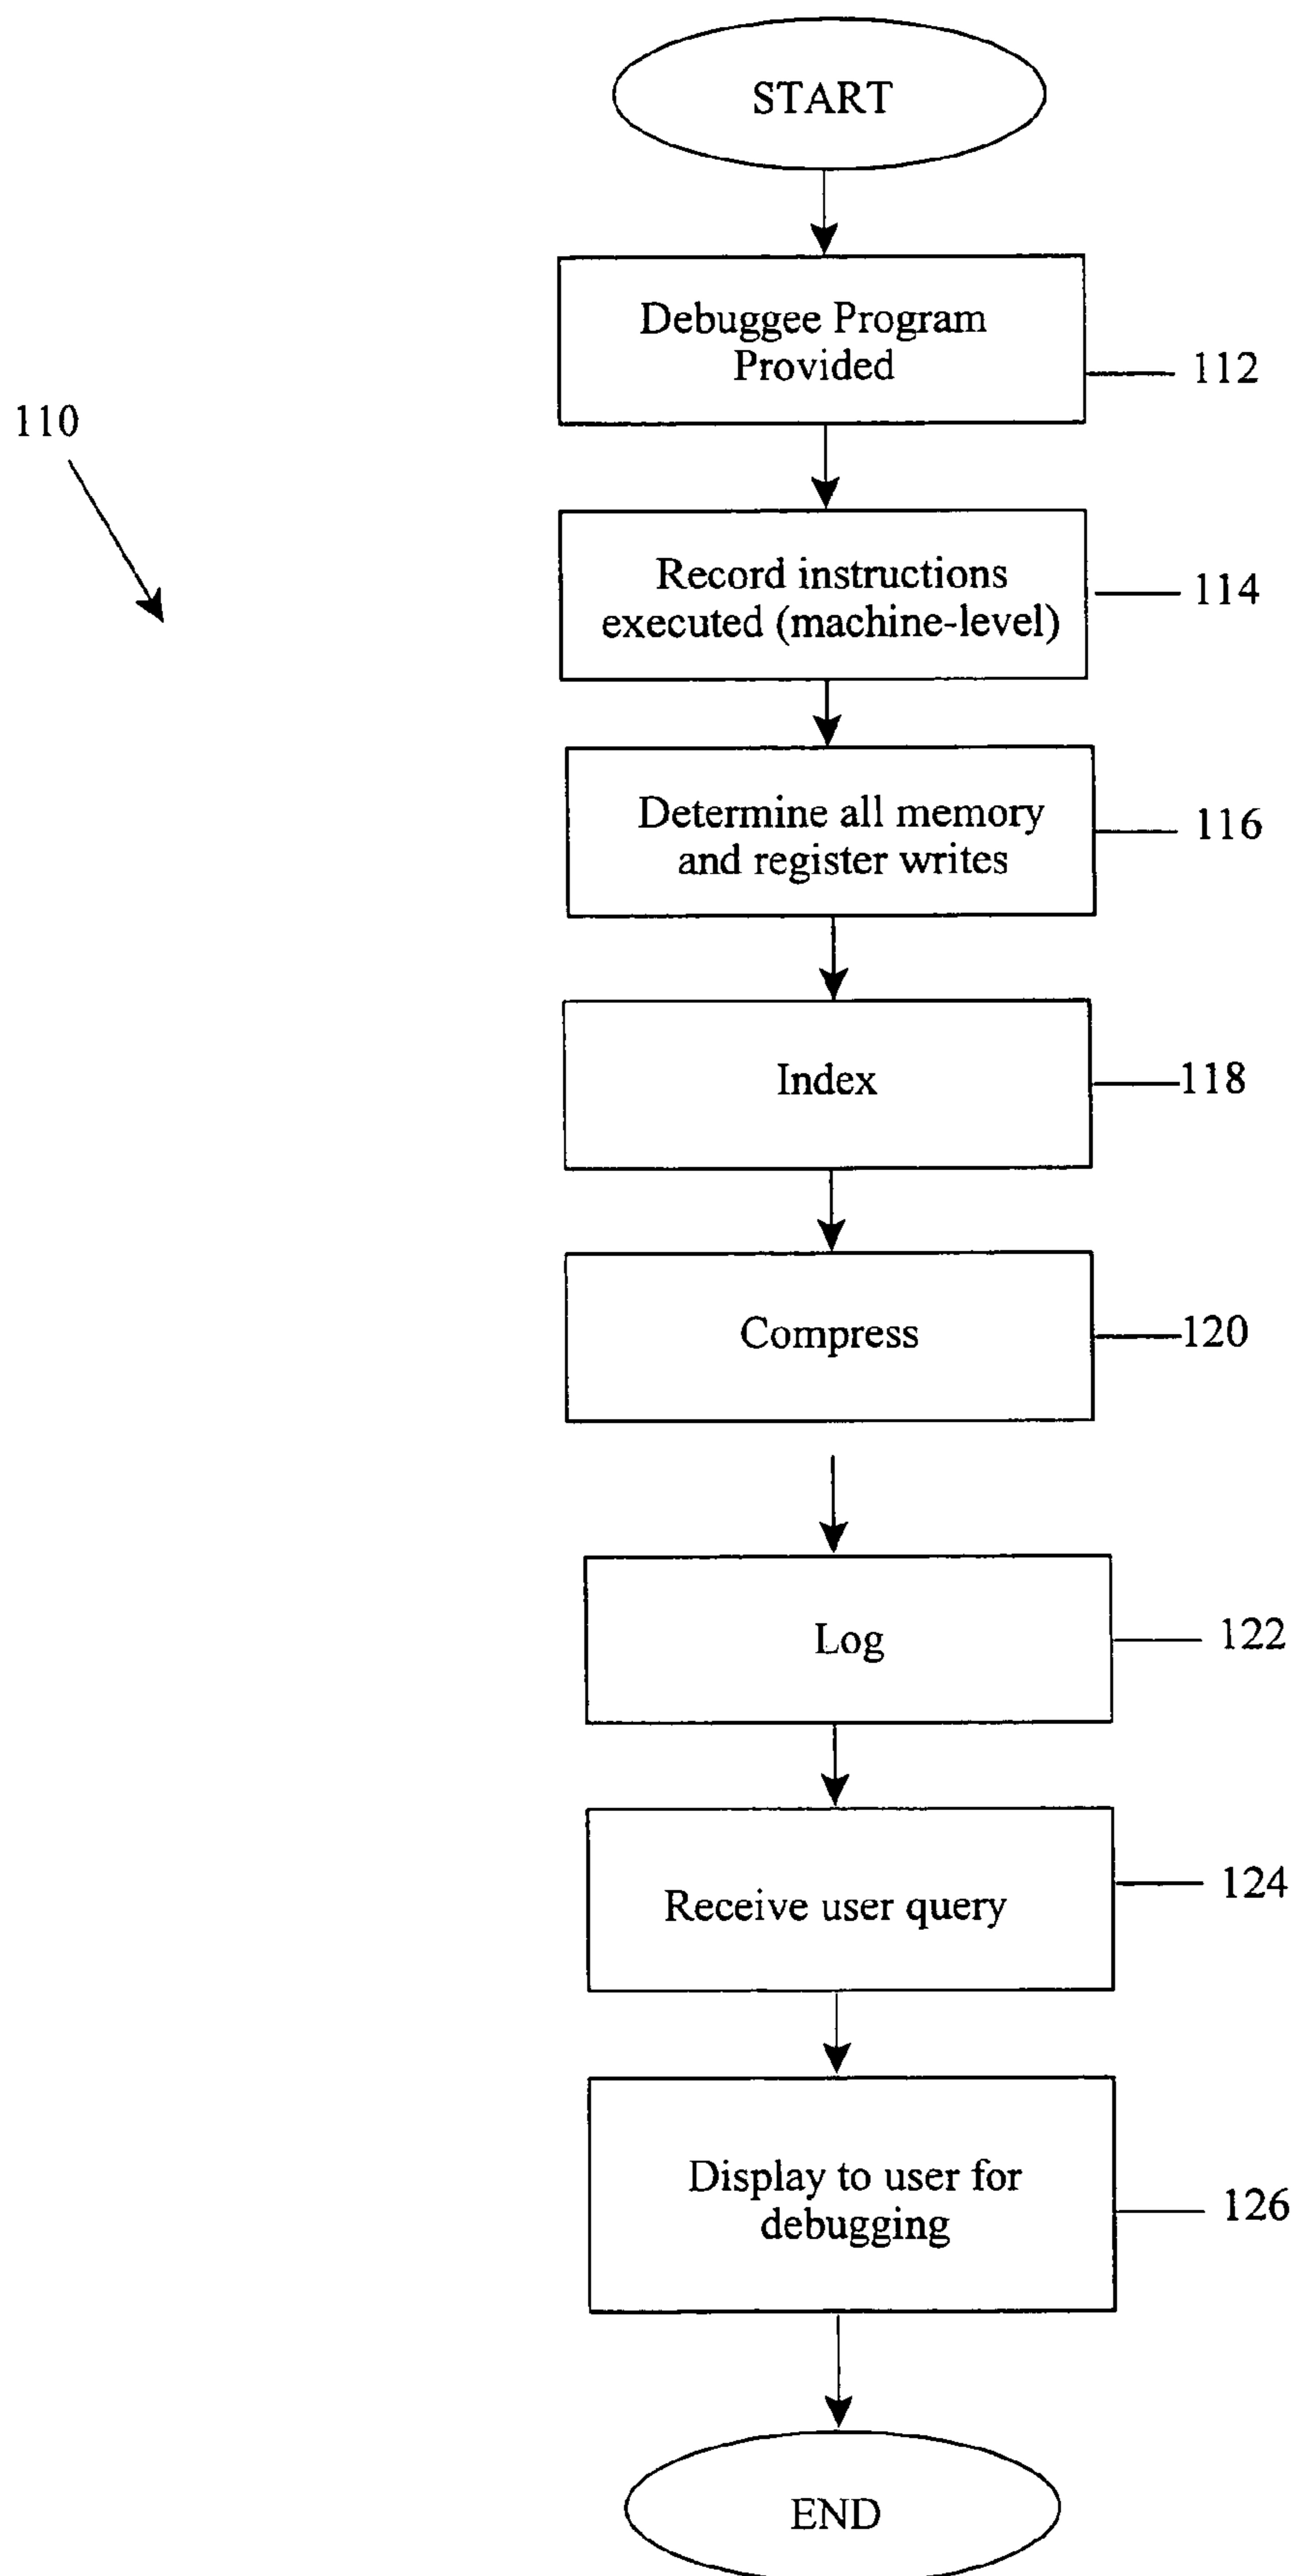 START
Debuggee Program
Provided
112
110
Record instructions
executed (machine-level)
114
Determine all memory
and register writes
116
Index
118
Compress
120
Log
122
Receive user query
124
Display to user for
debugging
126
END